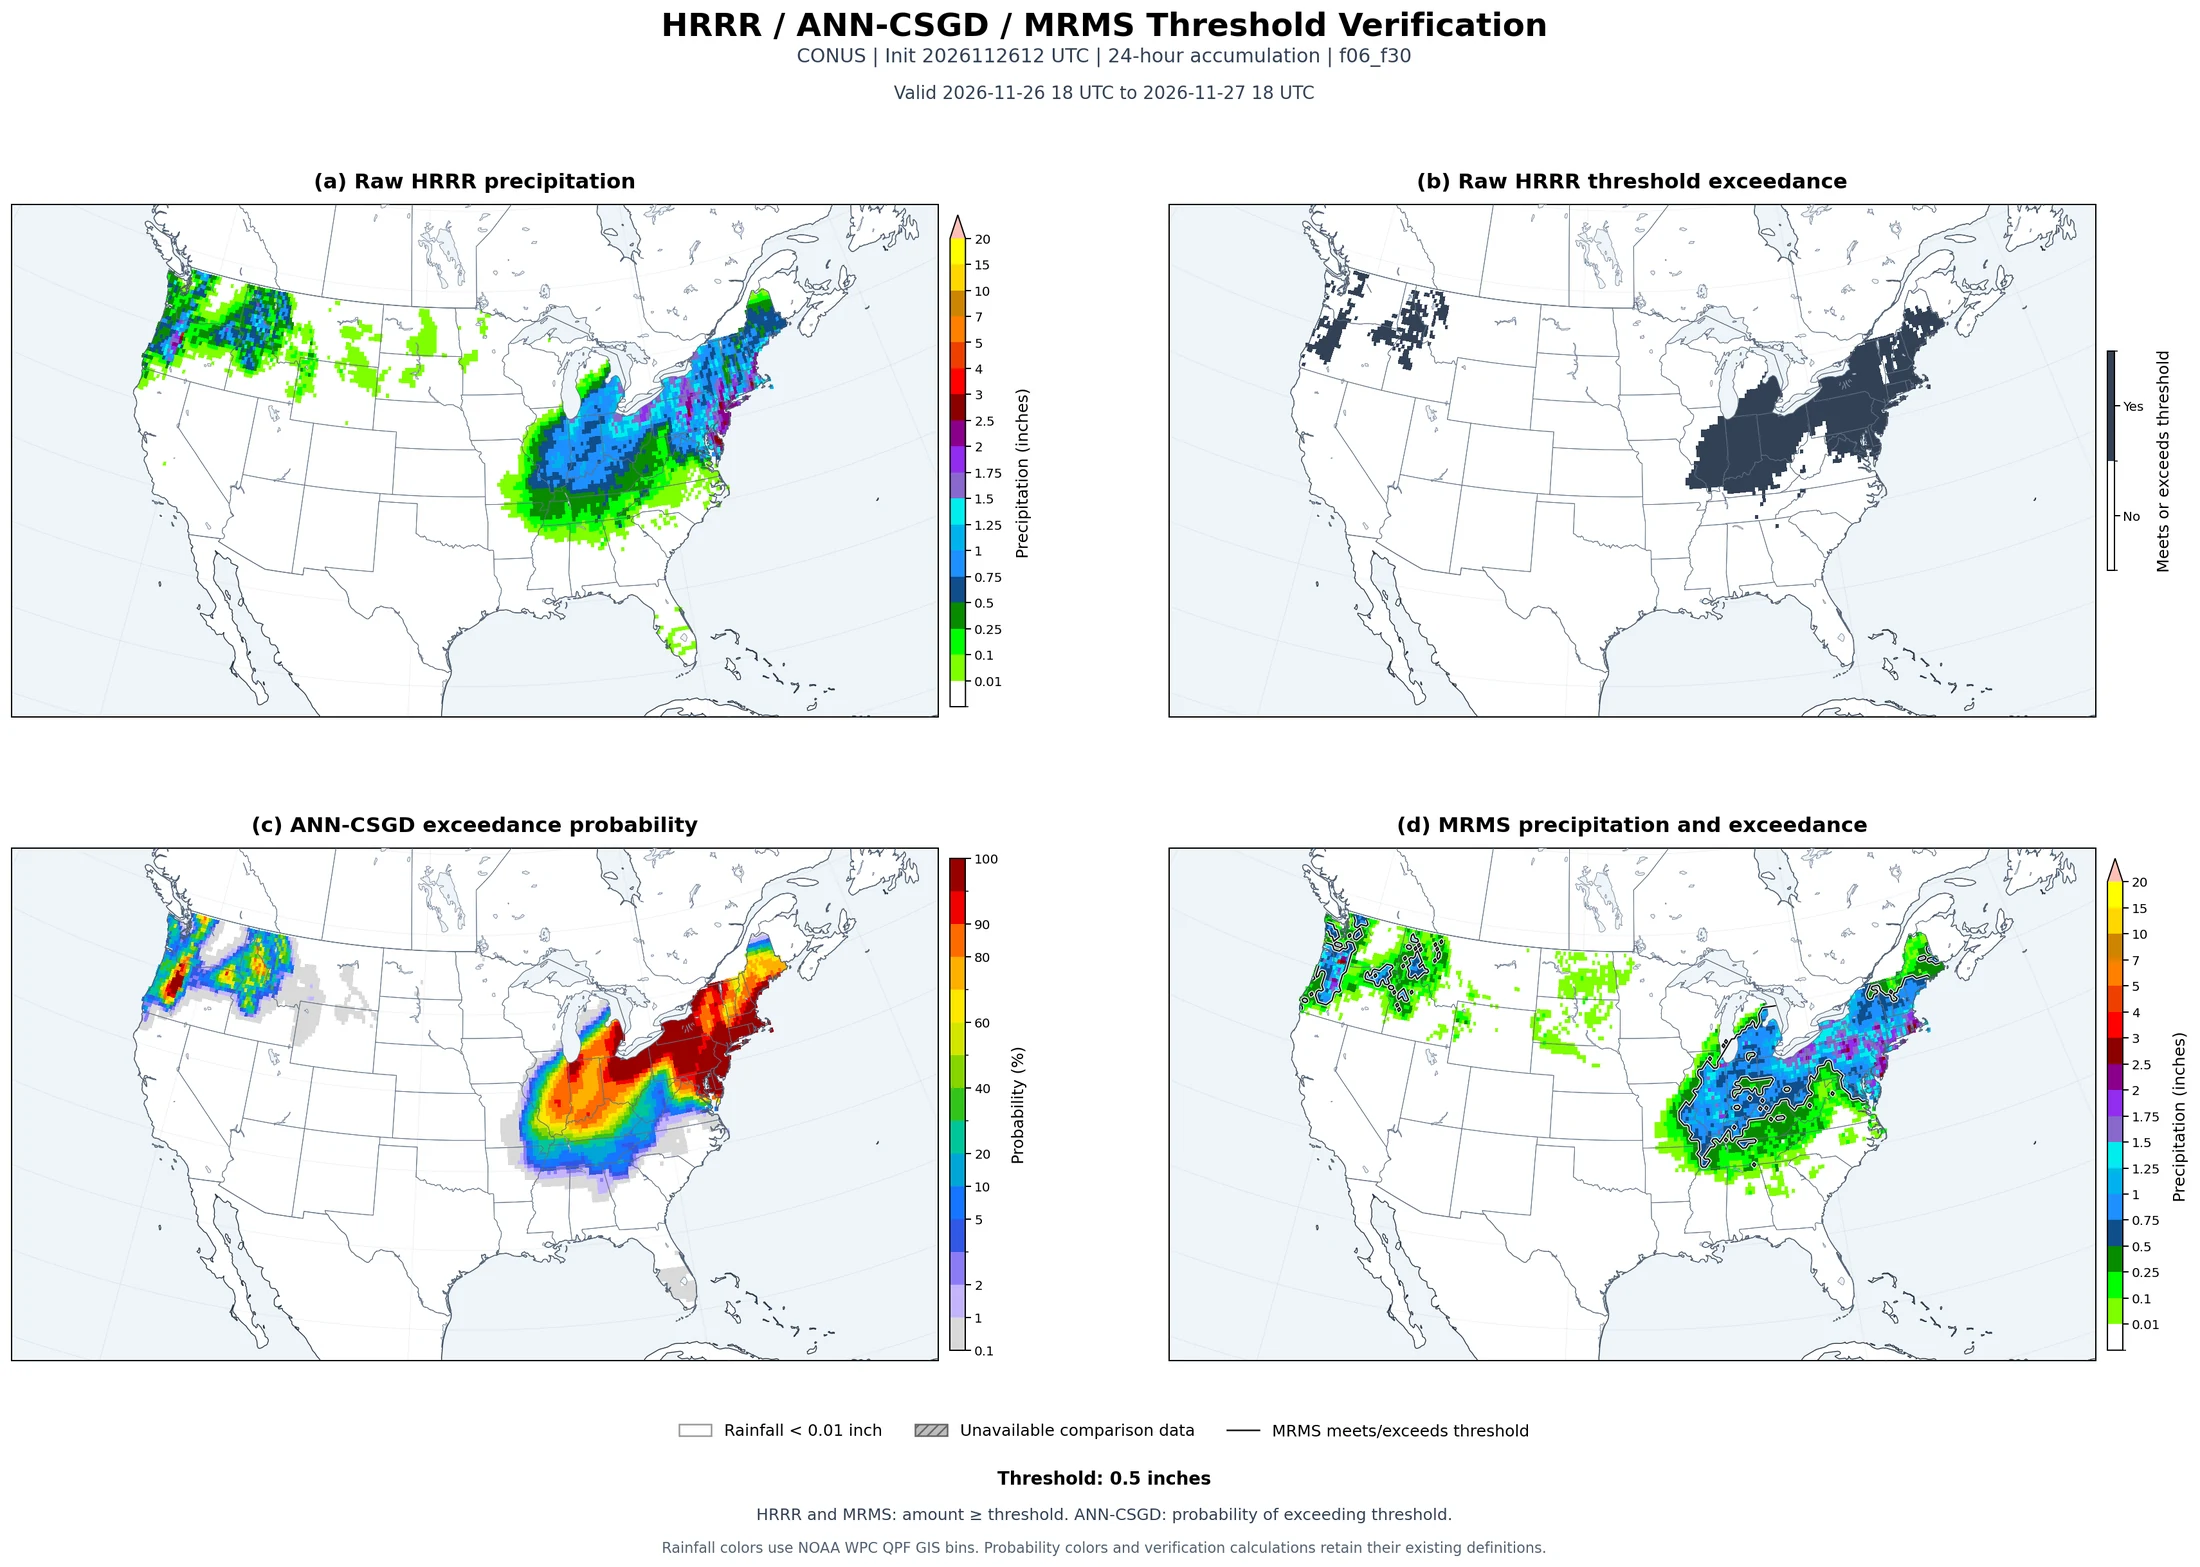 HRRR / ANN-CSGD / MRMS Threshold Verification
CONUS | Init 2026112612 UTC | 24-hour accumulation | f06_f30
Valid 2026-11-26 18 UTC to 2026-11-27 18 UTC
(a) Raw HRRR precipitation
20
15
10
7
5
4
3
2.5
2
1.75
1.5
1.25
1
0.75
0.5
0.25
0.1
0.01
Precipitation (inches)
(b) Raw HRRR threshold exceedance
Yes
No
Meets or exceeds threshold
(c) ANN-CSGD exceedance probability
100
90
80
60
40
20
10
5
2
1
0.1
Probability (%)
(d) MRMS precipitation and exceedance
20
15
10
7
5
4
3
2.5
2
1.75
1.5
1.25
1
0.75
0.5
0.25
0.1
0.01
Precipitation (inches)
Rainfall < 0.01 inch
Unavailable comparison data
MRMS meets/exceeds threshold
Threshold: 0.5 inches
HRRR and MRMS: amount ≥ threshold. ANN-CSGD: probability of exceeding threshold.
Rainfall colors use NOAA WPC QPF GIS bins. Probability colors and verification calculations retain their existing definitions.